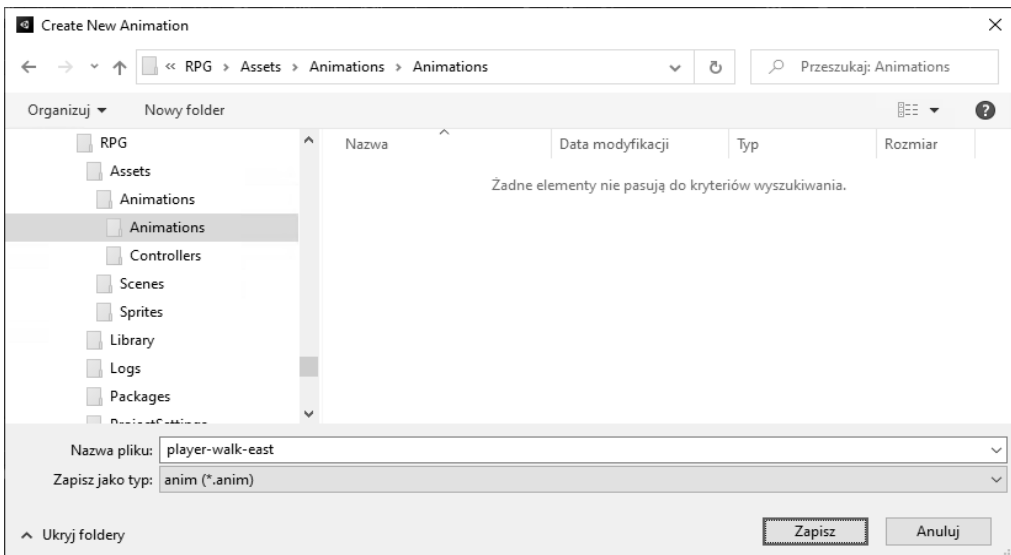 Create New Animation
« RPG > Assets > Animations > Animations
Przeszukaj: Animations
Organizuj
Nowy folder
RPG
Assets
Animations
Animations
Controllers
Scenes
Sprites
Library
Logs
Packages
Nazwa
Data modyfikacji
Typ
Rozmiar
Żadne elementy nie pasują do kryteriów wyszukiwania.
Nazwa pliku: player-walk-east
Zapisz jako typ: anim (*.anim)
Ukryj foldery
Zapisz
Anuluj